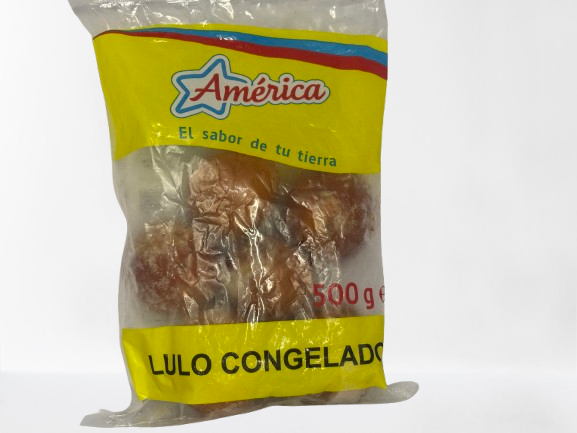 América
El sabor de tu tierra
500 g e
LULO CONGELADO